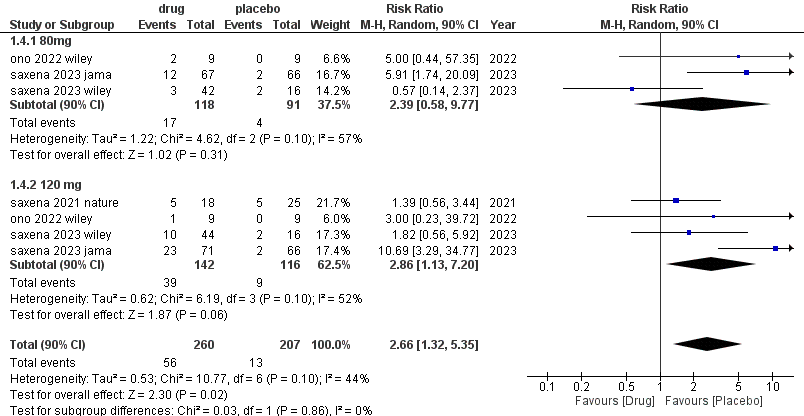 drug placebo Risk Ratio Risk Ratio
Study or Subgroup Events Total Events Total Weight M-H, Random, 90% CI Year M-H, Random, 90% CI
1.4.1 80mg
ono 2022 wiley 2 9 0 9 6.6% 5.00 [0.44, 57.35] 2022
saxena 2023 jama 12 67 2 66 16.7% 5.91 [1.74, 20.09] 2023
saxena 2023 wiley 3 42 2 16 14.2% 0.57 [0.14, 2.37] 2023
Subtotal (90% CI) 118 91 37.5% 2.39 [0.58, 9.77]
Total events 17 4
Heterogeneity: Tau² = 1.22; Chi² = 4.62, df = 2 (P = 0.10); I² = 57%
Test for overall effect: Z = 1.02 (P = 0.31)
1.4.2 120 mg
saxena 2021 nature 5 18 5 25 21.7% 1.39 [0.56, 3.44] 2021
ono 2022 wiley 1 9 0 9 6.0% 3.00 [0.23, 39.72] 2022
saxena 2023 wiley 10 44 2 16 17.3% 1.82 [0.56, 5.92] 2023
saxena 2023 jama 23 71 2 66 17.4% 10.69 [3.29, 34.77] 2023
Subtotal (90% CI) 142 116 62.5% 2.86 [1.13, 7.20]
Total events 39 9
Heterogeneity: Tau² = 0.62; Chi² = 6.19, df = 3 (P = 0.10); I² = 52%
Test for overall effect: Z = 1.87 (P = 0.06)
Total (90% CI) 260 207 100.0% 2.66 [1.32, 5.35]
Total events 56 13
Heterogeneity: Tau² = 0.53; Chi² = 10.77, df = 6 (P = 0.10); I² = 44%
Test for overall effect: Z = 2.30 (P = 0.02)
Test for subgroup differences: Chi² = 0.03, df = 1 (P = 0.86), I² = 0%
0.1 0.2 0.5 1 2 5 10
Favours [Drug] Favours [Placebo]